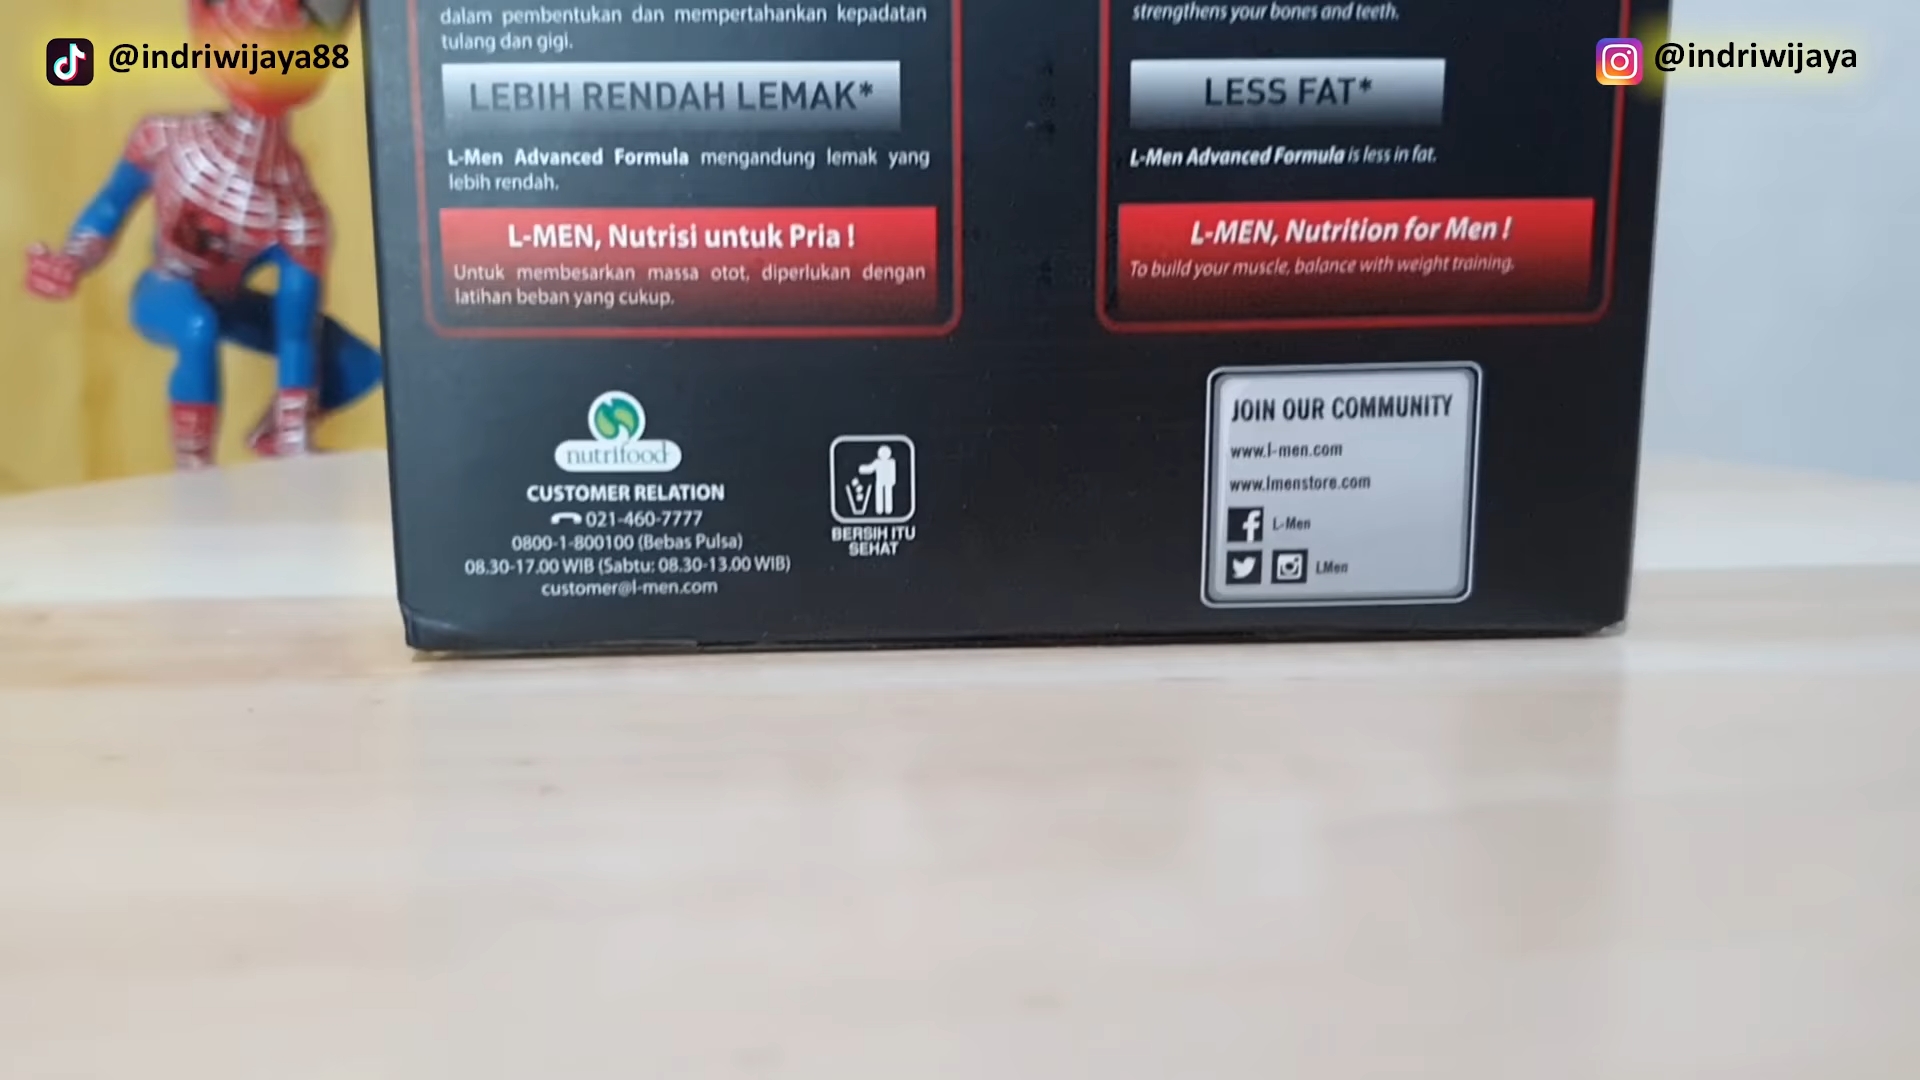 @indriwijaya88
@indriwijaya
dalam pembentukan dan mempertahankan kepadatan
tulang dan gigi.
LEBIH RENDAH LEMAK*
L-Men Advanced Formula mengandung lemak yang
lebih rendah.
L-MEN, Nutrisi untuk Pria !
Untuk membesarkan massa otot, diperlukan dengan
latihan beban yang cukup.
strengthens your bones and teeth.
LESS FAT*
L-Men Advanced Formula is less in fat.
L-MEN, Nutrition for Men !
To build your muscle, balance with weight training.
nutrifood
CUSTOMER RELATION
021-460-7777
0800-1-800100 (Bebas Pulsa)
08.30-17.00 WIB (Sabtu: 08.30-13.00 WIB)
customer@l-men.com
BERSIH ITU
SEHAT
JOIN OUR COMMUNITY
www.l-men.com
www.lmenstore.com
L-Men
LMen